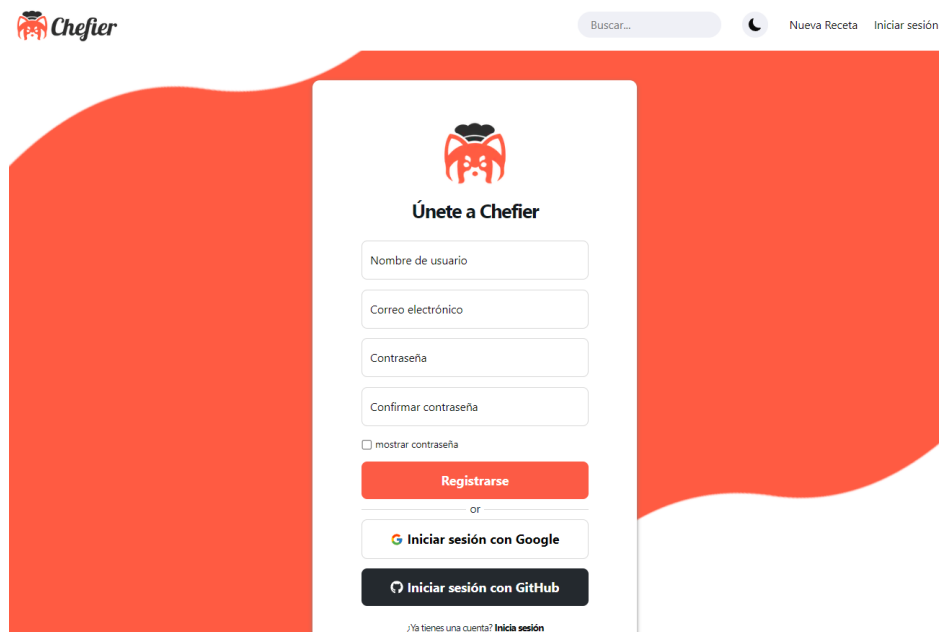 Chefier
Buscar...
Nueva Receta
Iniciar sesión
Únete a Chefier
Nombre de usuario
Correo electrónico
Contraseña
Confirmar contraseña
mostrar contraseña
Registrarse
or
Iniciar sesión con Google
Iniciar sesión con GitHub
¿Ya tienes una cuenta? Inicia sesión